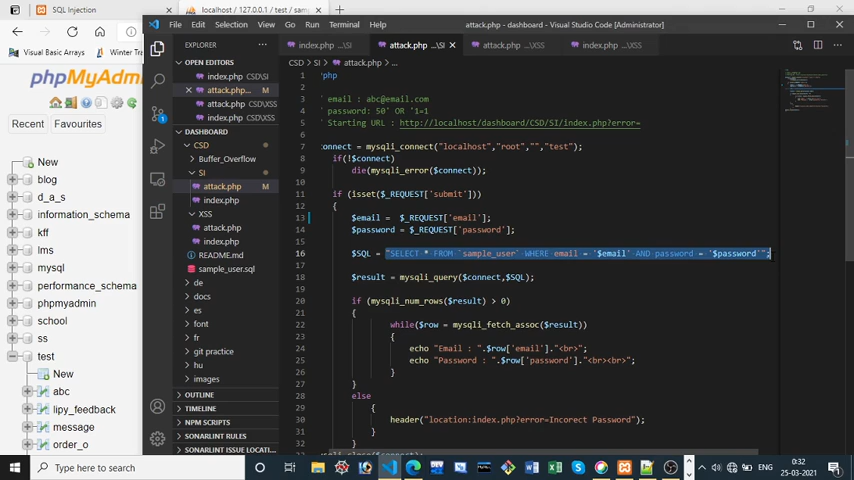 SQL Injection
localhost / 127.0.0.1 / test / sam
File Edit Selection View Go Run Terminal Help
attack.php - dashboard - Visual Studio Code [Administrator]
localhost
Visual Basic Arrays
Winter Tra
phpMyAdmin
Recent
Favourites
New
blog
d_a_s
information_schema
kff
lms
mysql
performance_schema
phpmyadmin
school
ss
test
New
abc
lipy_feedback
message
order_o
EXPLORER
OPEN EDITORS
index.php CSD\SI
attack.php... M
attack.php CSD\XSS
index.php CSD\XSS
DASHBOARD
CSD
Buffer_Overflow
SI
attack.php M
index.php
XSS
attack.php
index.php
README.md
sample_user.sql
de
docs
es
font
fr
git practice
hu
images
OUTLINE
TIMELINE
NPM SCRIPTS
SONARLINT RULES
SONARLINT ISSUE LOCATIO
index.php ...\SI
attack.php ...\SI
attack.php ...\XSS
index.php ...\XSS
CSD > SI > attack.php > ...
1 ?php
2
3 email : abc@email.com
4 password: 50' OR '1=1
5 Starting URL : http://localhost/dashboard/CSD/SI/index.php?error=
6
7 connect = mysqli_connect("localhost","root","","test");
8 if(!$connect)
9 die(mysqli_error($connect));
10
11 if (isset($_REQUEST['submit']))
12 {
13 $email = $_REQUEST['email'];
14 $password = $_REQUEST['password'];
15
16 $SQL = "SELECT * FROM `sample_user` WHERE email = '$email' AND password = '$password'";
17
18 $result = mysqli_query($connect,$SQL);
19
20 if (mysqli_num_rows($result) > 0)
21 {
22 while($row = mysqli_fetch_assoc($result))
23 {
24 echo "Email : ".$row['email']."<br>";
25 echo "Password : ".$row['password']."<br><br>";
26 }
27 }
28 else
29 {
30 header("location:index.php?error=Incorect Password");
31 }
32 }
Type here to search
ENG
0:32
25-03-2021